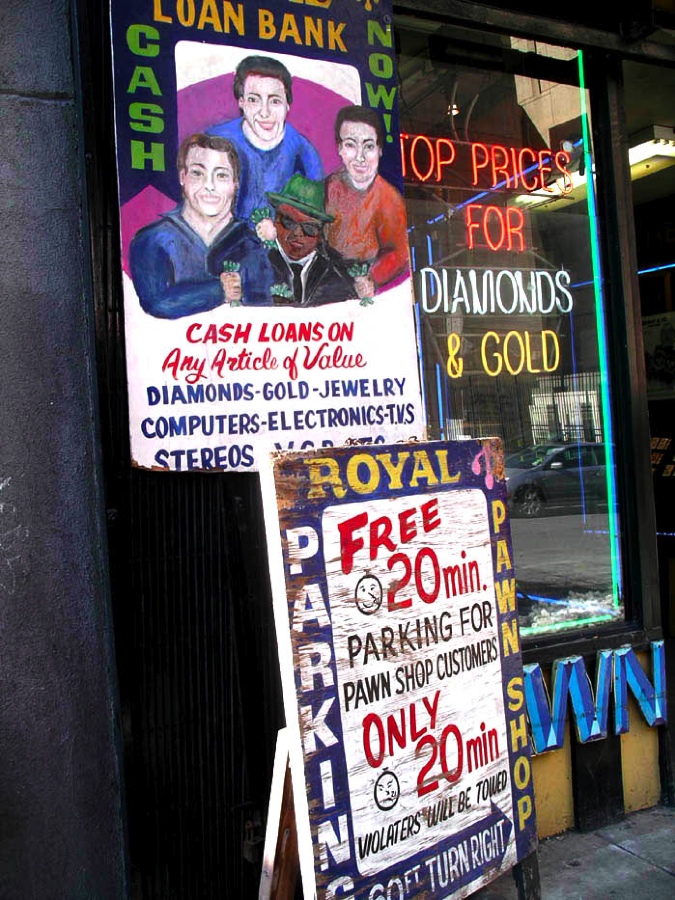 LOAN BANK
CASH
NOW!
CASH LOANS ON
Any Article of Value
DIAMONDS-GOLD-JEWELRY
COMPUTERS-ELECTRONICS-T.V.S
STEREOS
TOP PRICES
FOR
DIAMONDS
& GOLD
ROYAL
PAWN SHOP
PARKING
FREE
20 min.
PARKING FOR
PAWN SHOP CUSTOMERS
ONLY
20 min
VIOLATERS WILL BE TOWED
60 FT TURN RIGHT
WN